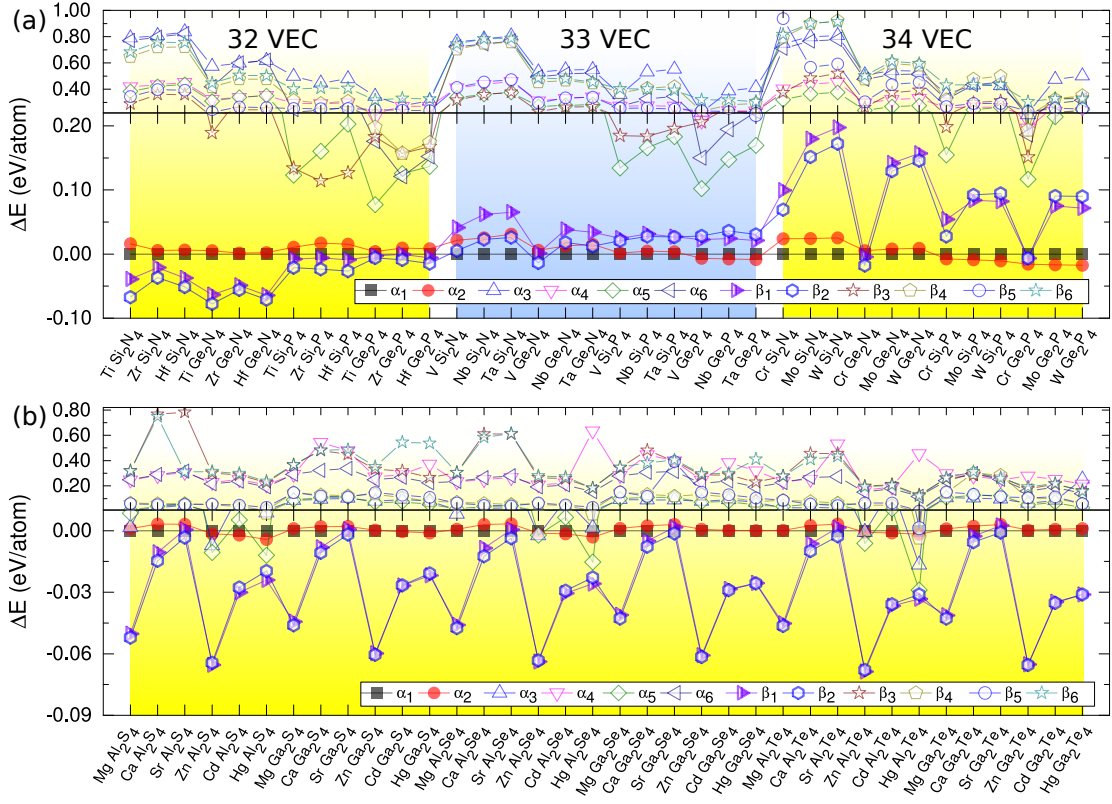 (a)
32 VEC
33 VEC
34 VEC
1.00
0.80
0.60
0.40
0.20
0.10
0.00
-0.10
ΔE (eV/atom)
α1 α2 α3 α4 α5 α6 β1 β2 β3 β4 β5 β6
Ti Si2N4
Zr Si2N4
Hf Si2N4
Ti Ge2N4
Zr Ge2N4
Hf Ge2N4
Ti Si2P4
Zr Si2P4
Hf Si2P4
Ti Ge2P4
Zr Ge2P4
Hf Ge2P4
V Si2N4
Nb Si2N4
Ta Si2N4
V Ge2N4
Nb Ge2N4
Ta Ge2N4
V Si2P4
Nb Si2P4
Ta Si2P4
V Ge2P4
Nb Ge2P4
Ta Ge2P4
Cr Si2N4
Mo Si2N4
W Si2N4
Cr Ge2N4
Mo Ge2N4
W Ge2N4
Cr Si2P4
Mo Si2P4
W Si2P4
Cr Ge2P4
Mo Ge2P4
W Ge2P4
(b)
0.80
0.60
0.40
0.20
0.00
-0.03
-0.06
-0.09
ΔE (eV/atom)
α1 α2 α3 α4 α5 α6 β1 β2 β3 β4 β5 β6
Mg Al2S4
Ca Al2S4
Sr Al2S4
Zn Al2S4
Cd Al2S4
Hg Al2S4
Mg Ga2S4
Ca Ga2S4
Sr Ga2S4
Zn Ga2S4
Cd Ga2S4
Hg Ga2S4
Mg Al2Se4
Ca Al2Se4
Sr Al2Se4
Zn Al2Se4
Cd Al2Se4
Hg Al2Se4
Mg Ga2Se4
Ca Ga2Se4
Sr Ga2Se4
Zn Ga2Se4
Cd Ga2Se4
Hg Ga2Se4
Mg Al2Te4
Ca Al2Te4
Sr Al2Te4
Zn Al2Te4
Cd Al2Te4
Hg Al2Te4
Mg Ga2Te4
Ca Ga2Te4
Sr Ga2Te4
Zn Ga2Te4
Cd Ga2Te4
Hg Ga2Te4